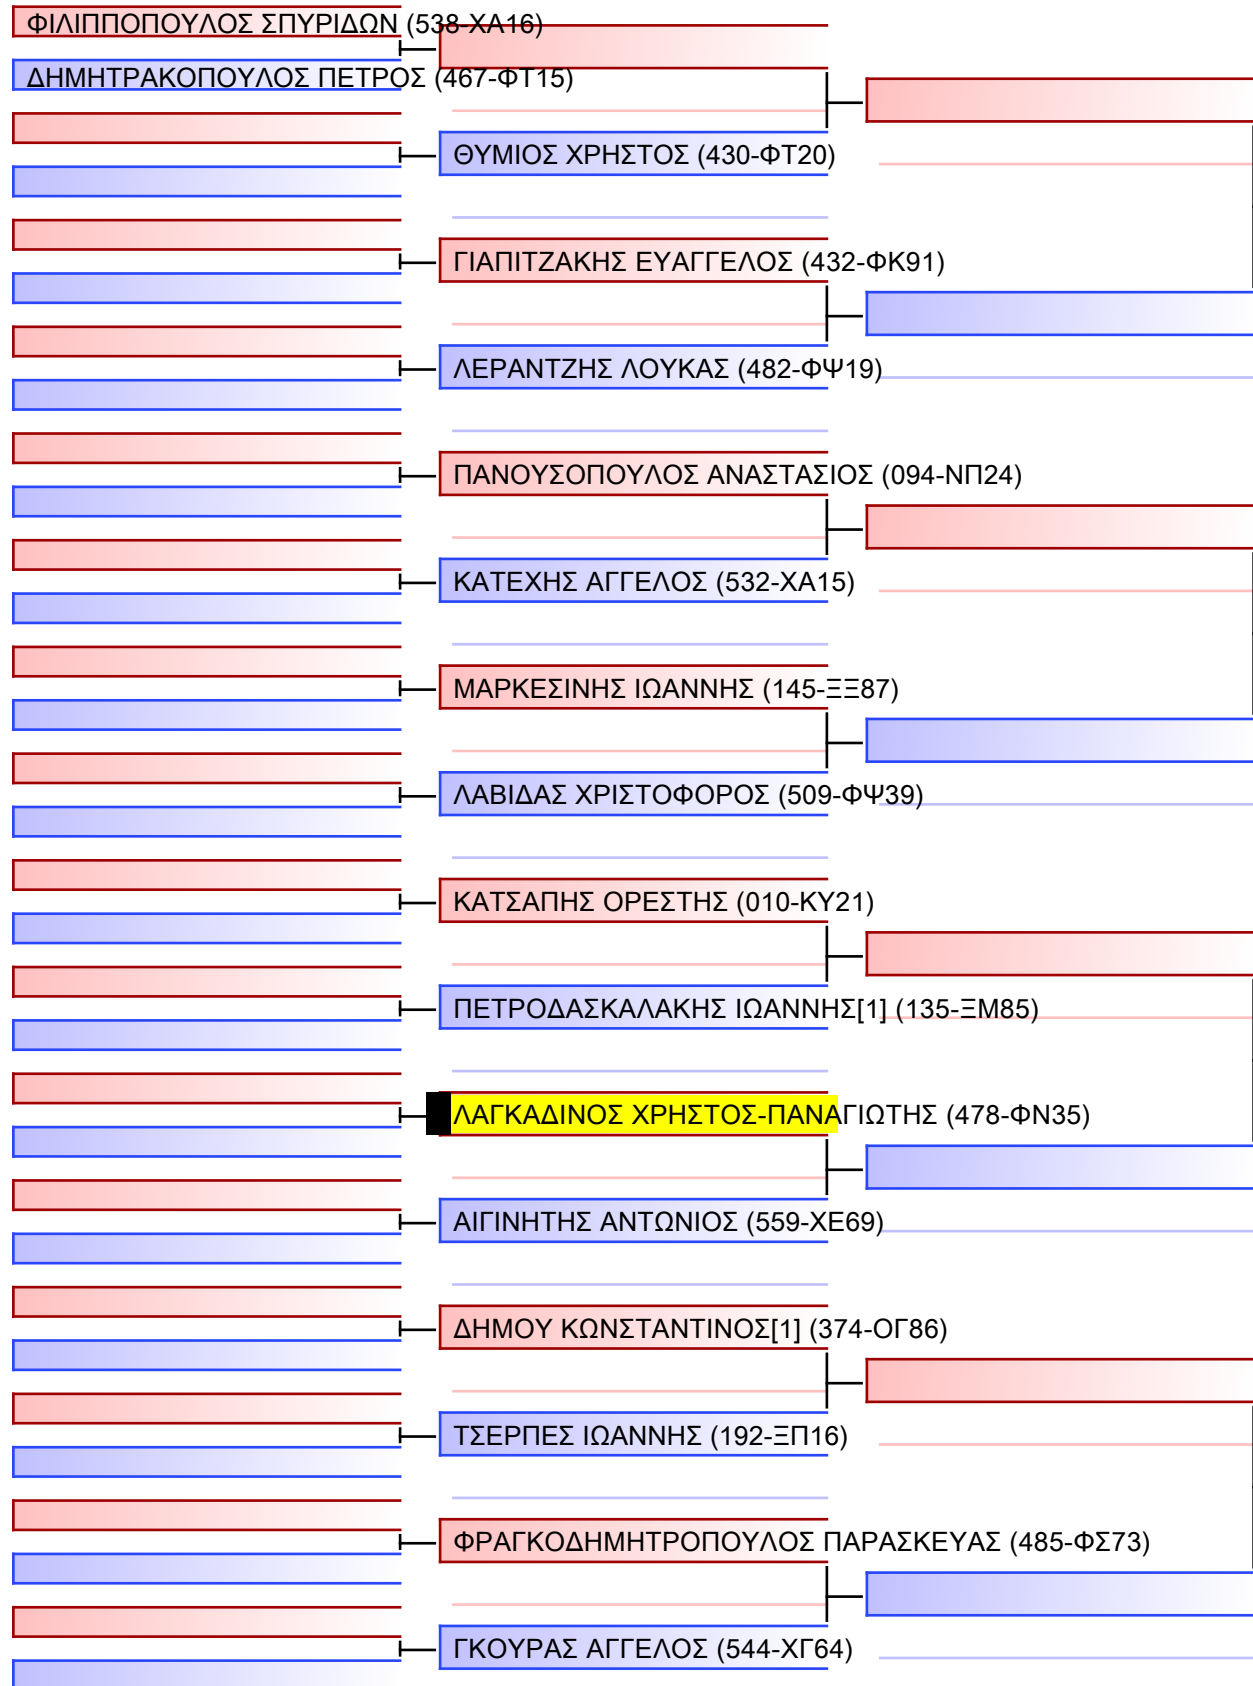 ΦΙΛΙΠΠΟΠΟΥΛΟΣ ΣΠΥΡΙΔΩΝ (538-ΧΑ16)
ΔΗΜΗΤΡΑΚΟΠΟΥΛΟΣ ΠΕΤΡΟΣ (467-ΦΤ15)
ΘΥΜΙΟΣ ΧΡΗΣΤΟΣ (430-ΦΤ20)
ΓΙΑΠΙΤΖΑΚΗΣ ΕΥΑΓΓΕΛΟΣ (432-ΦΚ91)
ΛΕΡΑΝΤΖΗΣ ΛΟΥΚΑΣ (482-ΦΨ19)
ΠΑΝΟΥΣΟΠΟΥΛΟΣ ΑΝΑΣΤΑΣΙΟΣ (094-ΝΠ24)
ΚΑΤΕΧΗΣ ΑΓΓΕΛΟΣ (532-ΧΑ15)
ΜΑΡΚΕΣΙΝΗΣ ΙΩΑΝΝΗΣ (145-ΞΞ87)
ΛΑΒΙΔΑΣ ΧΡΙΣΤΟΦΟΡΟΣ (509-ΦΨ39)
ΚΑΤΣΑΠΗΣ ΟΡΕΣΤΗΣ (010-ΚΥ21)
ΠΕΤΡΟΔΑΣΚΑΛΑΚΗΣ ΙΩΑΝΝΗΣ[1] (135-ΞΜ85)
ΛΑΓΚΑΔΙΝΟΣ ΧΡΗΣΤΟΣ-ΠΑΝΑΓΙΩΤΗΣ (478-ΦΝ35)
ΑΙΓΙΝΗΤΗΣ ΑΝΤΩΝΙΟΣ (559-ΧΕ69)
ΔΗΜΟΥ ΚΩΝΣΤΑΝΤΙΝΟΣ[1] (374-ΟΓ86)
ΤΣΕΡΠΕΣ ΙΩΑΝΝΗΣ (192-ΞΠ16)
ΦΡΑΓΚΟΔΗΜΗΤΡΟΠΟΥΛΟΣ ΠΑΡΑΣΚΕΥΑΣ (485-ΦΣ73)
ΓΚΟΥΡΑΣ ΑΓΓΕΛΟΣ (544-ΧΓ64)